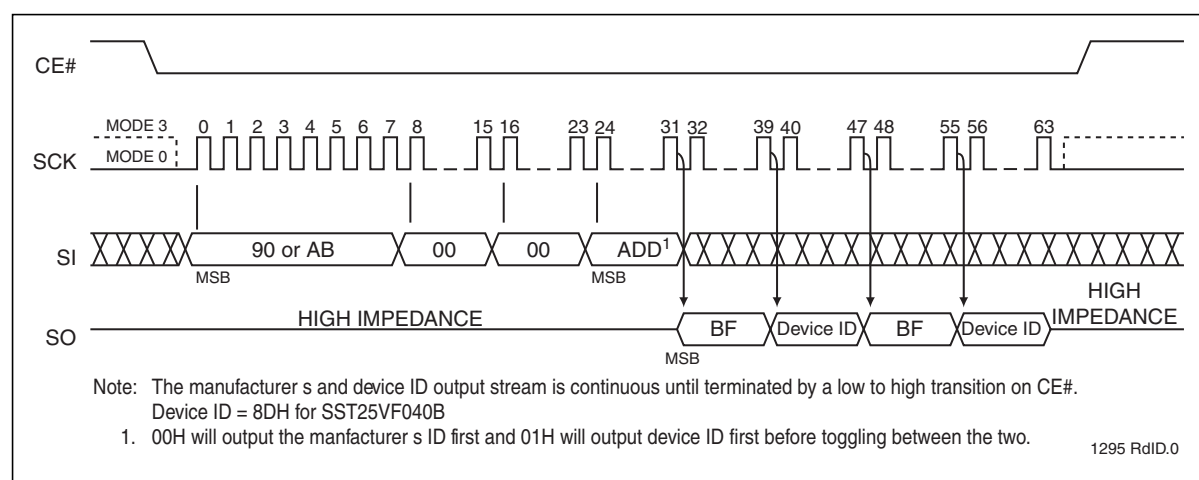 CE#
MODE 3
0 1 2 3 4 5 6 7 8 15 16 23 24 31 32 39 40 47 48 55 56 63
SCK
MODE 0
SI
90 or AB 00 00 ADD1
MSB MSB
HIGH IMPEDANCE
HIGH IMPEDANCE
SO
BF Device ID BF Device ID
MSB
Note: The manufacturer s and device ID output stream is continuous until terminated by a low to high transition on CE#.
Device ID = 8DH for SST25VF040B
1. 00H will output the manfacturer s ID first and 01H will output device ID first before toggling between the two.
1295 RdID.0